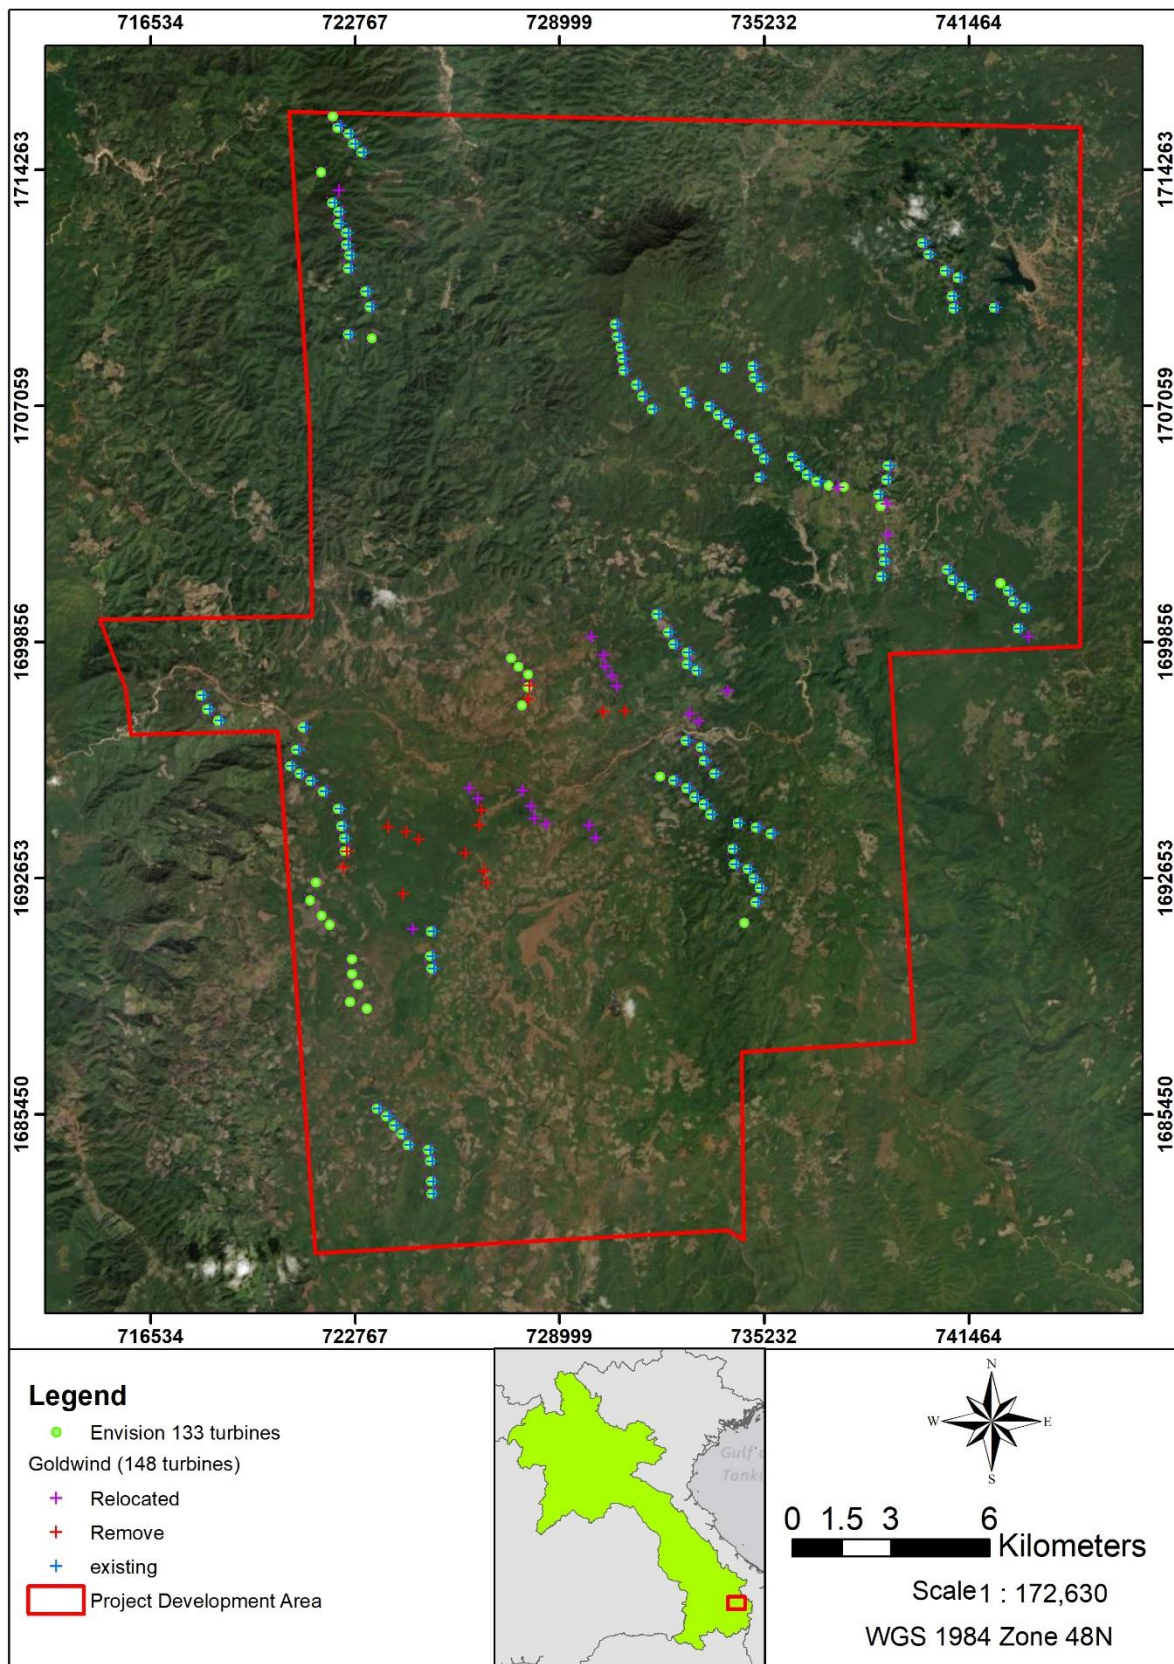 716534 722767 728999 735232 741464
1714263 1714263
1707059 1707059
1699856 1699856
1692653 1692653
1685450 1685450
716534 722767 728999 735232 741464
Legend
Envision 133 turbines
Goldwind (148 turbines)
Relocated
Remove
existing
Project Development Area
Gulf
Tonki
N
W E
S
0 1.5 3 6
Kilometers
Scale 1 : 172,630
WGS 1984 Zone 48N